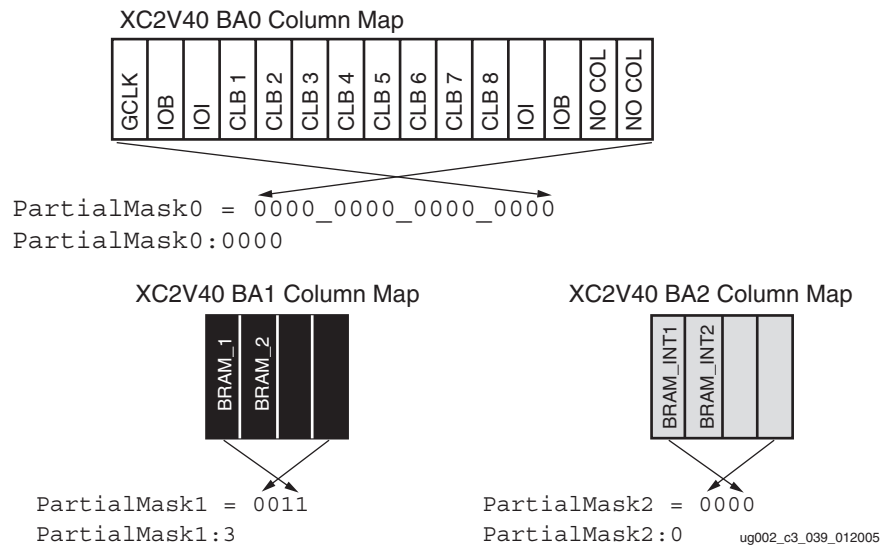 XC2V40 BA0 Column Map
GCLK
IOB
IOI
CLB 1
CLB 2
CLB 3
CLB 4
CLB 5
CLB 6
CLB 7
CLB 8
IOI
IOB
NO COL
NO COL
PartialMask0 = 0000_0000_0000_0000
PartialMask0:0000
XC2V40 BA1 Column Map
BRAM_1
BRAM_2
PartialMask1 = 0011
PartialMask1:3
XC2V40 BA2 Column Map
BRAM_INT1
BRAM_INT2
PartialMask2 = 0000
PartialMask2:0
ug002_c3_039_012005